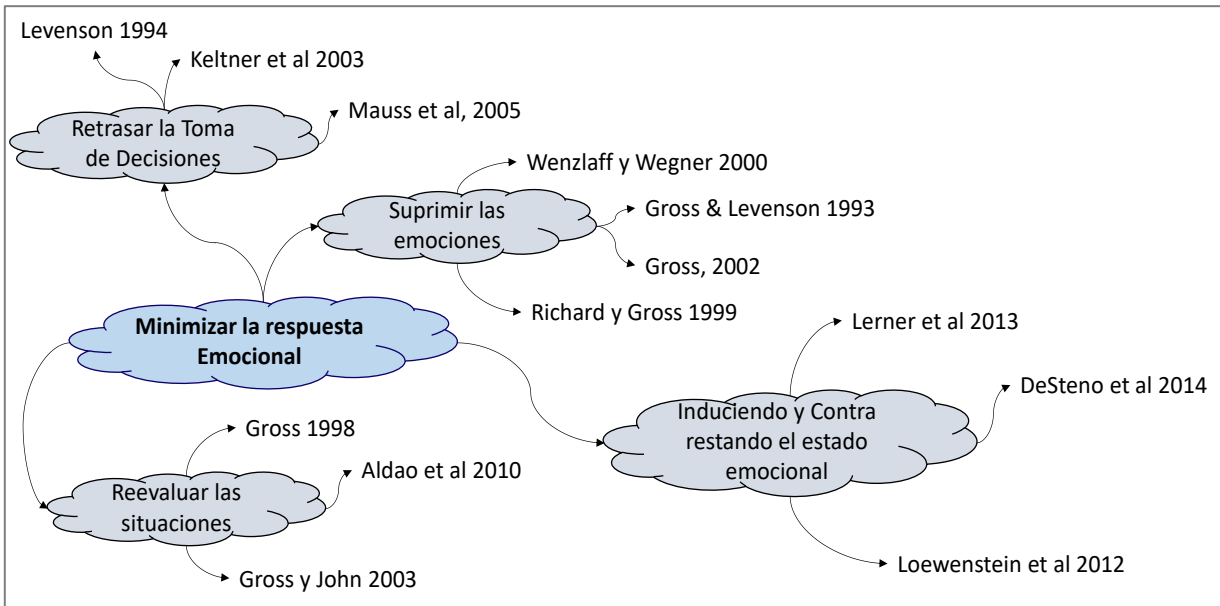 Levenson 1994
Keltner et al 2003
Mauss et al, 2005
Retrasar la Toma
de Decisiones
Wenzlaff y Wegner 2000
Suprimir las
emociones
Gross & Levenson 1993
Gross, 2002
Richard y Gross 1999
Minimizar la respuesta
Emocional
Lerner et al 2013
DeSteno et al 2014
Induciendo y Contra
restando el estado
emocional
Loewenstein et al 2012
Gross 1998
Aldao et al 2010
Reevaluar las
situaciones
Gross y John 2003